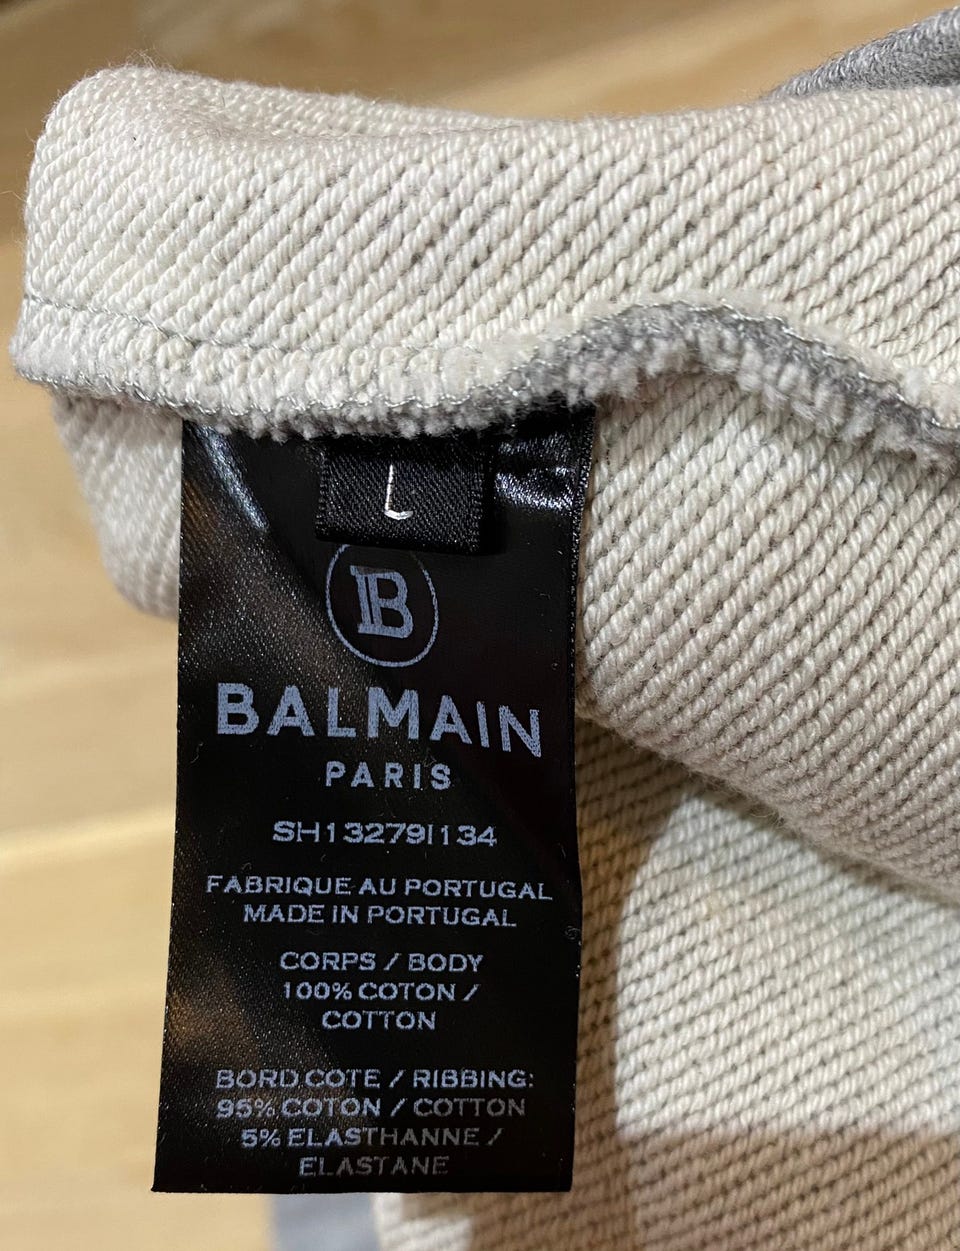 L
B
BALMAIN
PARIS
SH13279I134
FABRIQUE AU PORTUGAL
MADE IN PORTUGAL
CORPS / BODY
100% COTON /
COTTON
BORD COTE / RIBBING:
95% COTON / COTTON
5% ELASTHANNE /
ELASTANE